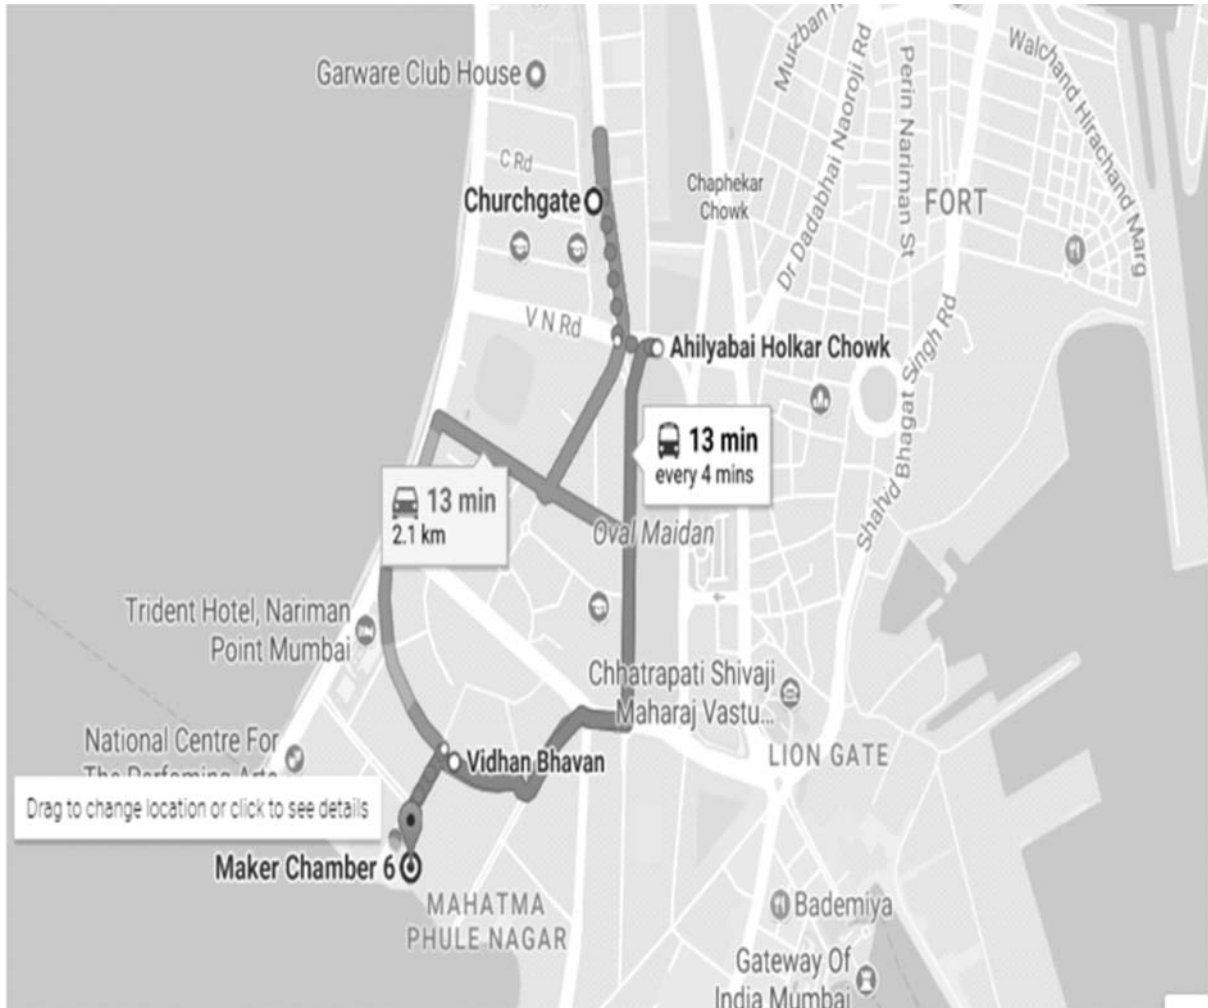 Garware Club House
Mukzban
Dr Dadabhai Naoroji Rd
Perin Nariman St
Walchand Hirachand Marg
C Rd
Churchgate
Chaphekar
Chowk
FORT
V N Rd
Ahilyabai Holkar Chowk
Shahid Bhagat Singh Rd
13 min
every 4 mins
13 min
2.1 km
Oval Maidan
Trident Hotel, Nariman
Point Mumbai
Chhatrapati Shivaji
Maharaj Vastu...
National Centre For
The Perfoming Arts
LION GATE
Vidhan Bhavan
Drag to change location or click to see details
Maker Chamber 6
MAHATMA
PHULE NAGAR
Bademiya
Gateway Of
India Mumbai